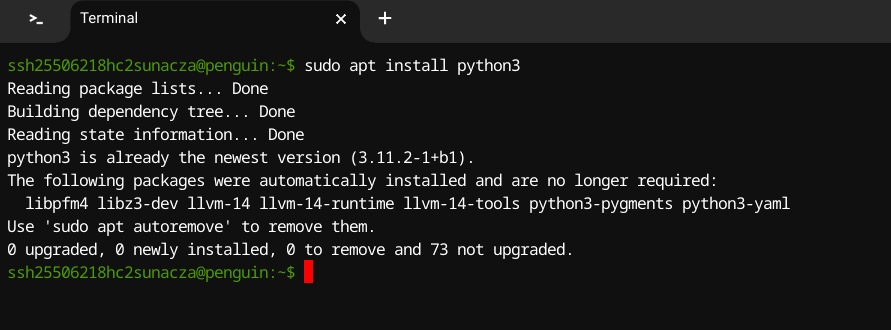 Terminal
ssh25506218hc2sunacza@penguin:~$ sudo apt install python3
Reading package lists... Done
Building dependency tree... Done
Reading state information... Done
python3 is already the newest version (3.11.2-1+b1).
The following packages were automatically installed and are no longer required:
  libpfm4 libz3-dev llvm-14 llvm-14-runtime llvm-14-tools python3-pygments python3-yaml
Use 'sudo apt autoremove' to remove them.
0 upgraded, 0 newly installed, 0 to remove and 73 not upgraded.
ssh25506218hc2sunacza@penguin:~$